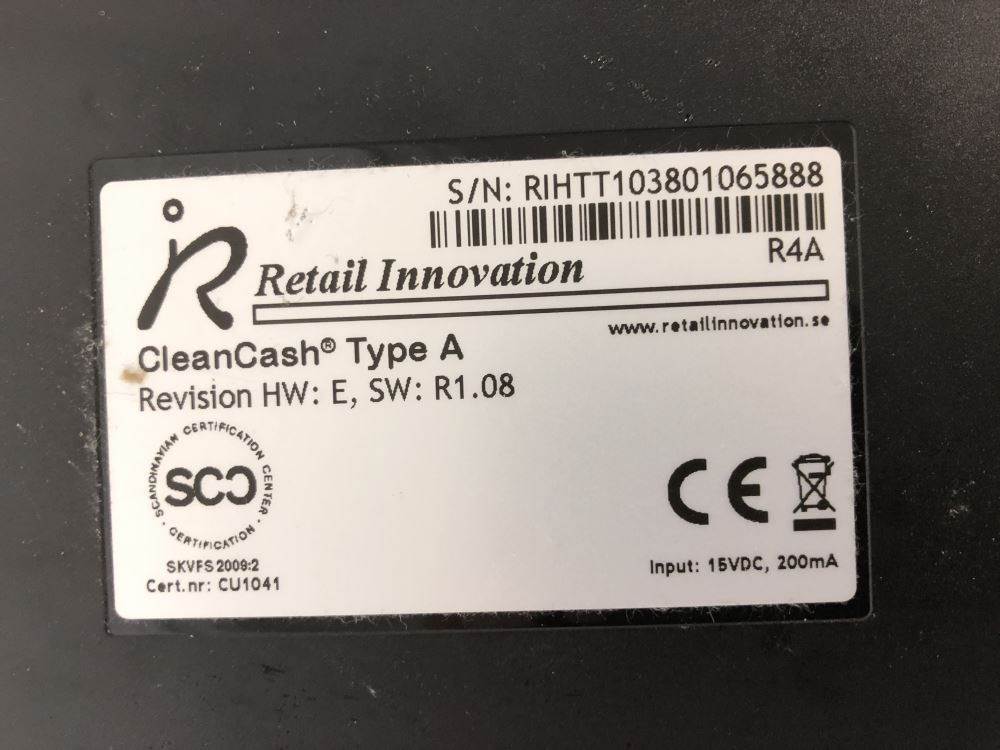 S/N: RIHTT103801065888
R4A
Retail Innovation
www.retailinnovation.se
CleanCash® Type A
Revision HW: E, SW: R1.08
SCANDINAVIAN CERTIFICATION CENTER
SCC
· CERTIFICATION ·
SKVFS 2009:2
Cert.nr: CU1041
CE
Input: 15VDC, 200mA